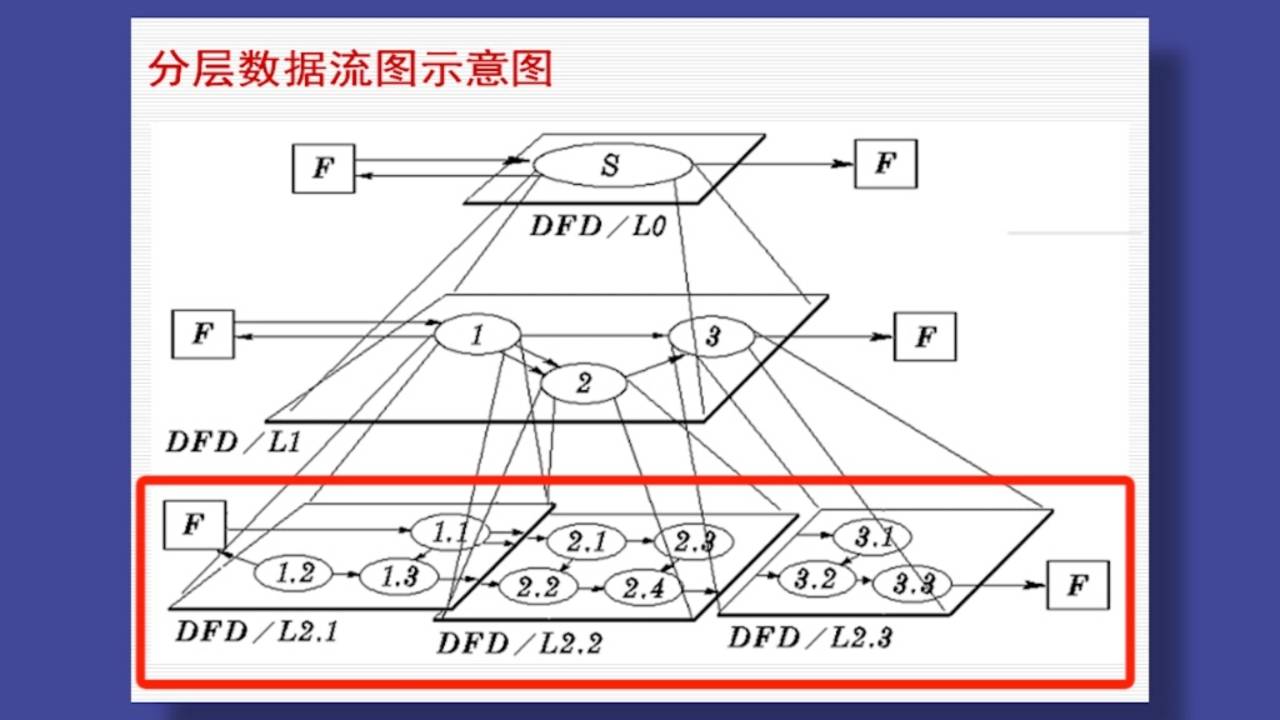 分层数据流图示意图
F S F
DFD/L0
F 1 3 F
2
DFD/L1
F 1.1 2.1 2.3 3.1
1.2 1.3 2.2 2.4 3.2 3.3 F
DFD/L2.1 DFD/L2.2 DFD/L2.3